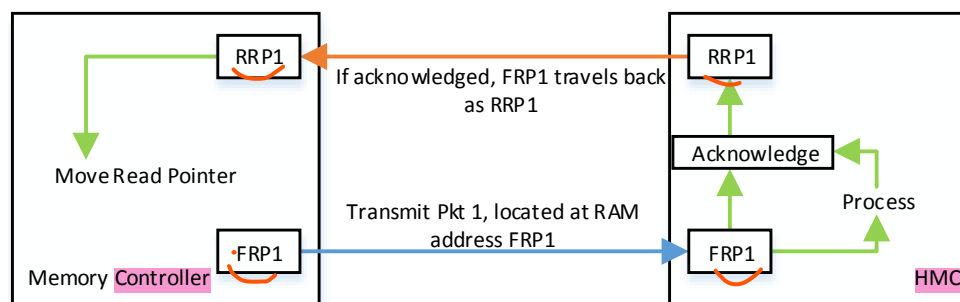 RRP1
RRP1
If acknowledged, FRP1 travels back
as RRP1
Acknowledge
Move Read Pointer
Process
Transmit Pkt 1, located at RAM
address FRP1
FRP1
FRP1
Memory Controller
HMC